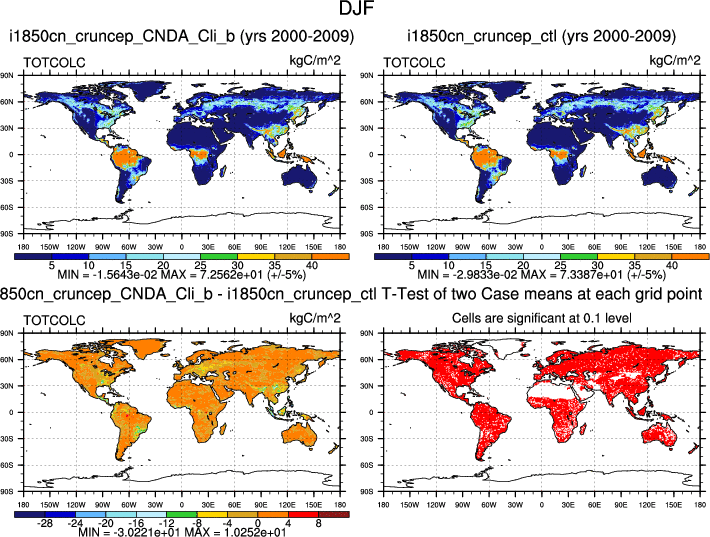 DJF
i1850cn_cruncep_CNDA_Cli_b (yrs 2000-2009)
TOTCOLC kgC/m^2
90N
60N
30N
0
30S
60S
90S
180 150W 120W 90W 60W 30W 0 30E 60E 90E 120E 150E 180
5 10 15 20 25 30 35 40
MIN = -1.5643e-02 MAX = 7.2562e+01 (+/-5%)
i1850cn_cruncep_ctl (yrs 2000-2009)
TOTCOLC kgC/m^2
90N
60N
30N
0
30S
60S
90S
180 150W 120W 90W 60W 30W 0 30E 60E 90E 120E 150E 180
5 10 15 20 25 30 35 40
MIN = -2.9833e-02 MAX = 7.3387e+01 (+/-5%)
850cn_cruncep_CNDA_Cli_b - i1850cn_cruncep_ctl
TOTCOLC kgC/m^2
90N
60N
30N
0
30S
60S
90S
180 150W 120W 90W 60W 30W 0 30E 60E 90E 120E 150E 180
-28 -24 -20 -16 -12 -8 -4 0 4 8
MIN = -3.0221e+01 MAX = 1.0252e+01
T-Test of two Case means at each grid point
Cells are significant at 0.1 level
90N
60N
30N
0
30S
60S
90S
180 150W 120W 90W 60W 30W 0 30E 60E 90E 120E 150E 180